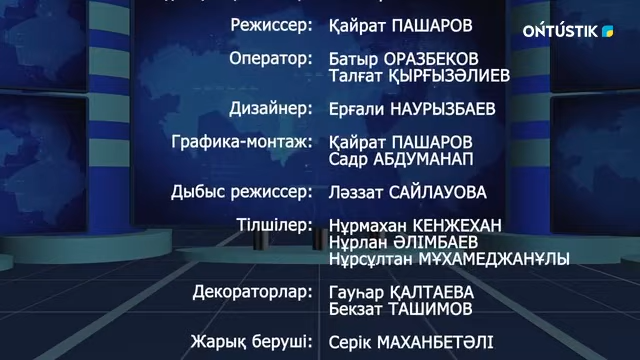 OŃTÚSTIK
Режиссер: Қайрат ПАШАРОВ
Оператор: Батыр ОРАЗБЕКОВ
Талғат ҚЫРҒЫЗӘЛИЕВ
Дизайнер: Ерғали НАУРЫЗБАЕВ
Графика-монтаж: Қайрат ПАШАРОВ
Садр АБДУМАНАП
Дыбыс режиссер: Ләззат САЙЛАУОВА
Тілшілер: Нұрмахан КЕНЖЕХАН
Нұрлан ӘЛІМБАЕВ
Нұрсұлтан МҰХАМЕДЖАНҰЛЫ
Декораторлар: Гауһар ҚАЛТАЕВА
Бекзат ТАШИМОВ
Жарық беруші: Серік МАХАНБЕТӘЛІ